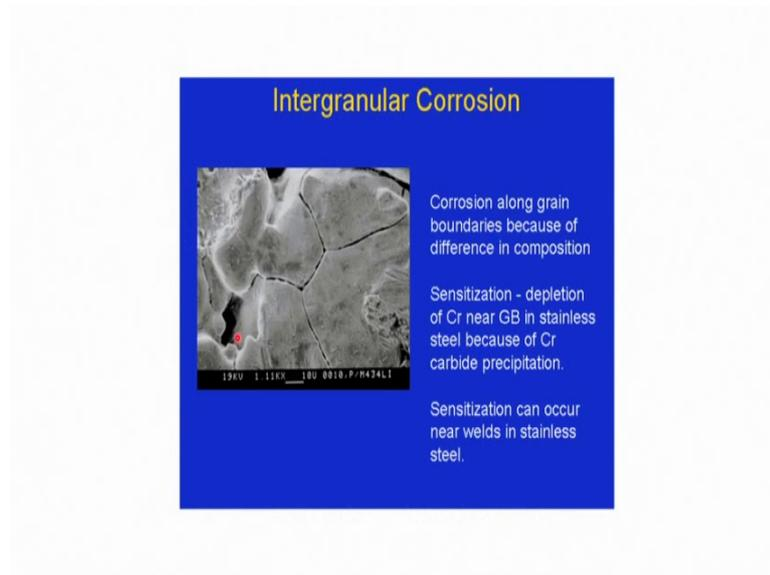 Intergranular Corrosion
Corrosion along grain
boundaries because of
difference in composition
Sensitization - depletion
of Cr near GB in stainless
steel because of Cr
carbide precipitation.
Sensitization can occur
near welds in stainless
steel.
19KV 1.11KX 10U 0010,P/M434LI